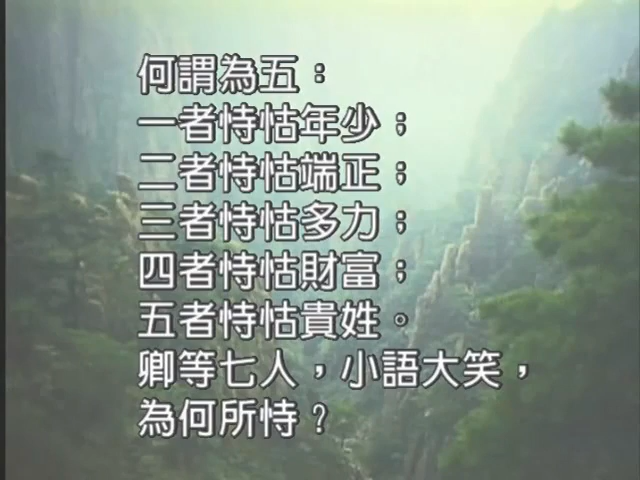 何謂為五：
一者恃怙年少；
二者恃怙端正；
三者恃怙多力；
四者恃怙財富；
五者恃怙貴姓。
卿等七人，小語大笑，
為何所恃？